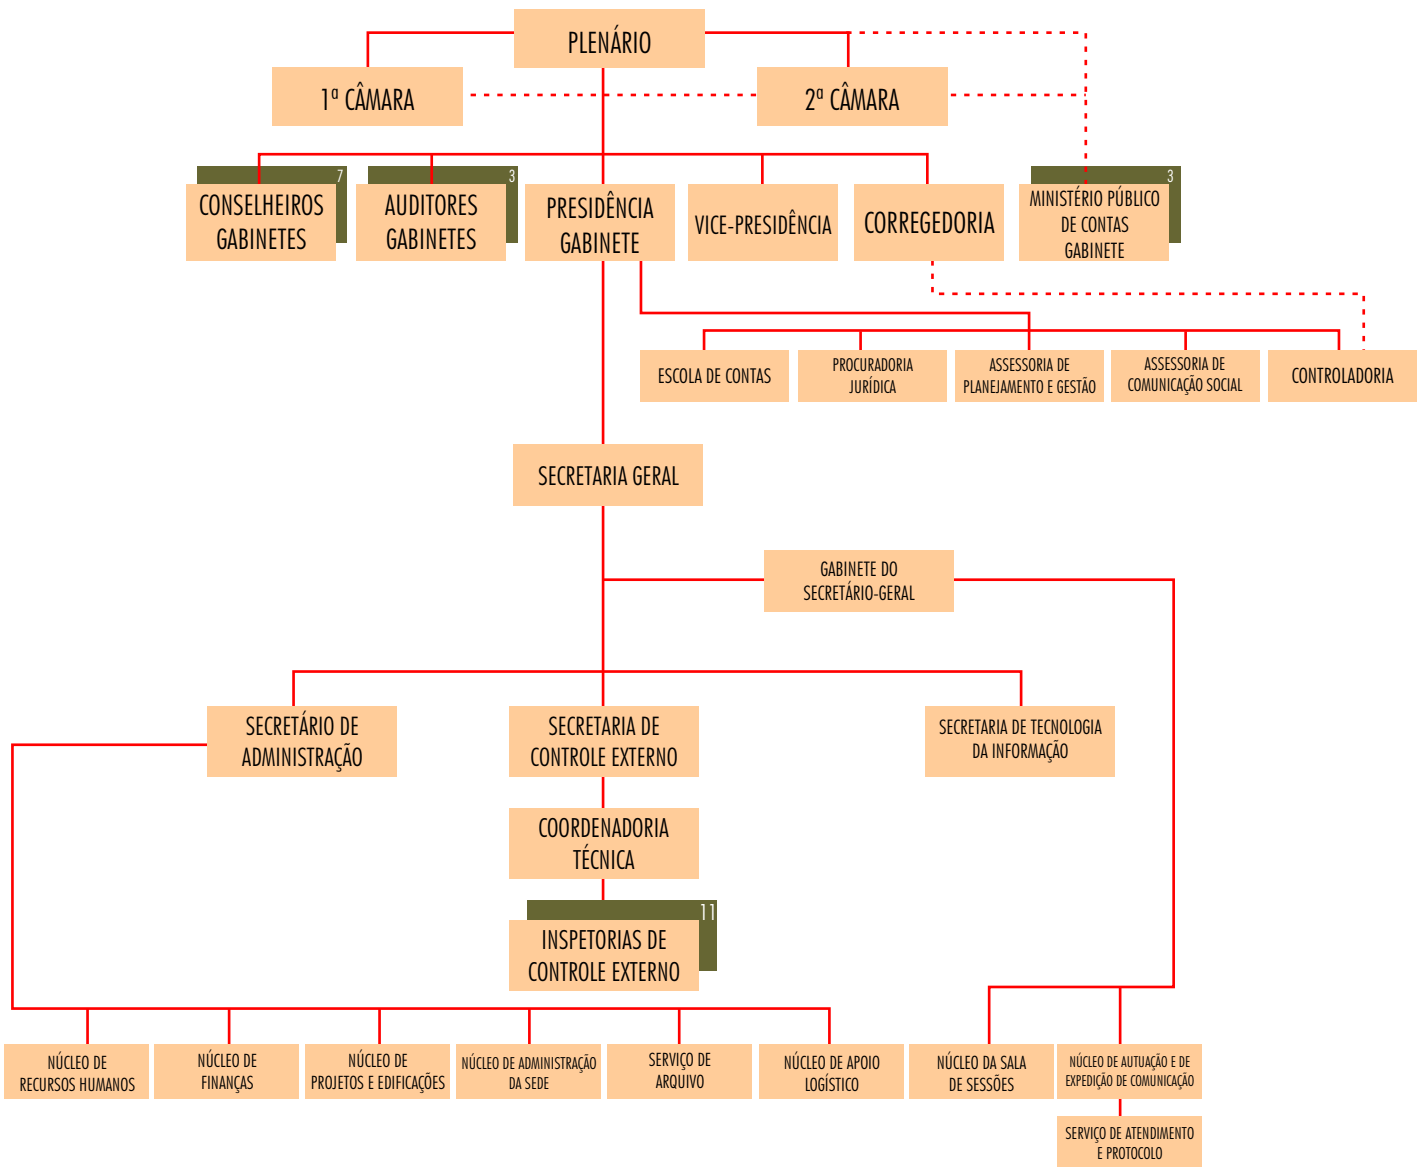 PLENÁRIO
1ª CÂMARA
2ª CÂMARA
7
CONSELHEIROS
GABINETES
3
AUDITORES
GABINETES
PRESIDÊNCIA
GABINETE
VICE-PRESIDÊNCIA
CORREGEDORIA
3
MINISTÉRIO PÚBLICO
DE CONTAS
GABINETE
ESCOLA DE CONTAS
PROCURADORIA
JURÍDICA
ASSESSORIA DE
PLANEJAMENTO E GESTÃO
ASSESSORIA DE
COMUNICAÇÃO SOCIAL
CONTROLADORIA
SECRETARIA GERAL
GABINETE DO
SECRETÁRIO-GERAL
SECRETÁRIO DE
ADMINISTRAÇÃO
SECRETARIA DE
CONTROLE EXTERNO
SECRETARIA DE TECNOLOGIA
DA INFORMAÇÃO
COORDENADORIA
TÉCNICA
11
INSPETORIAS DE
CONTROLE EXTERNO
NÚCLEO DE
RECURSOS HUMANOS
NÚCLEO DE
FINANÇAS
NÚCLEO DE
PROJETOS E EDIFICAÇÕES
NÚCLEO DE ADMINISTRAÇÃO
DA SEDE
SERVIÇO DE
ARQUIVO
NÚCLEO DE APOIO
LOGÍSTICO
NÚCLEO DA SALA
DE SESSÕES
NÚCLEO DE AUTUAÇÃO E DE
EXPEDIÇÃO DE COMUNICAÇÃO
SERVIÇO DE ATENDIMENTO
E PROTOCOLO